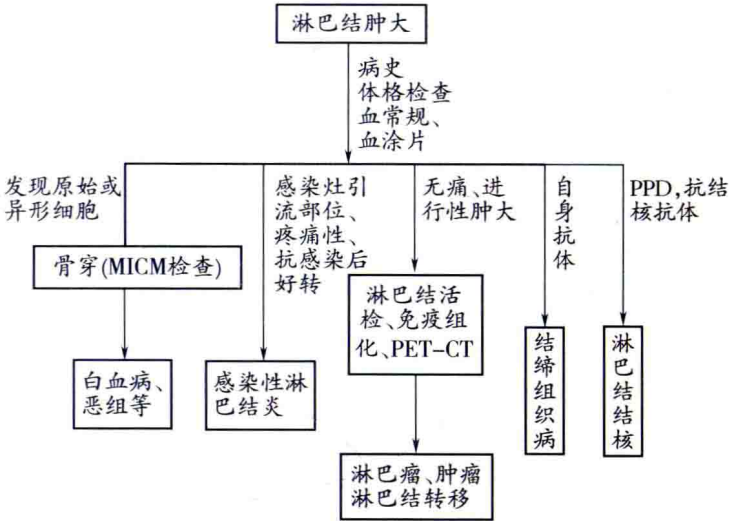 淋巴结肿大
病史
体格检查
血常规、
血涂片
发现原始或
异形细胞
骨穿(MICM检查)
白血病、
恶组等
感染灶引
流部位、
疼痛性、
抗感染后
好转
感染性淋
巴结炎
无痛、进
行性肿大
淋巴结活
检、免疫组
化、PET-CT
淋巴瘤、肿瘤
淋巴结转移
自
身
抗
体
结
缔
组
织
病
PPD,抗结
核抗体
淋
巴
结
结
核